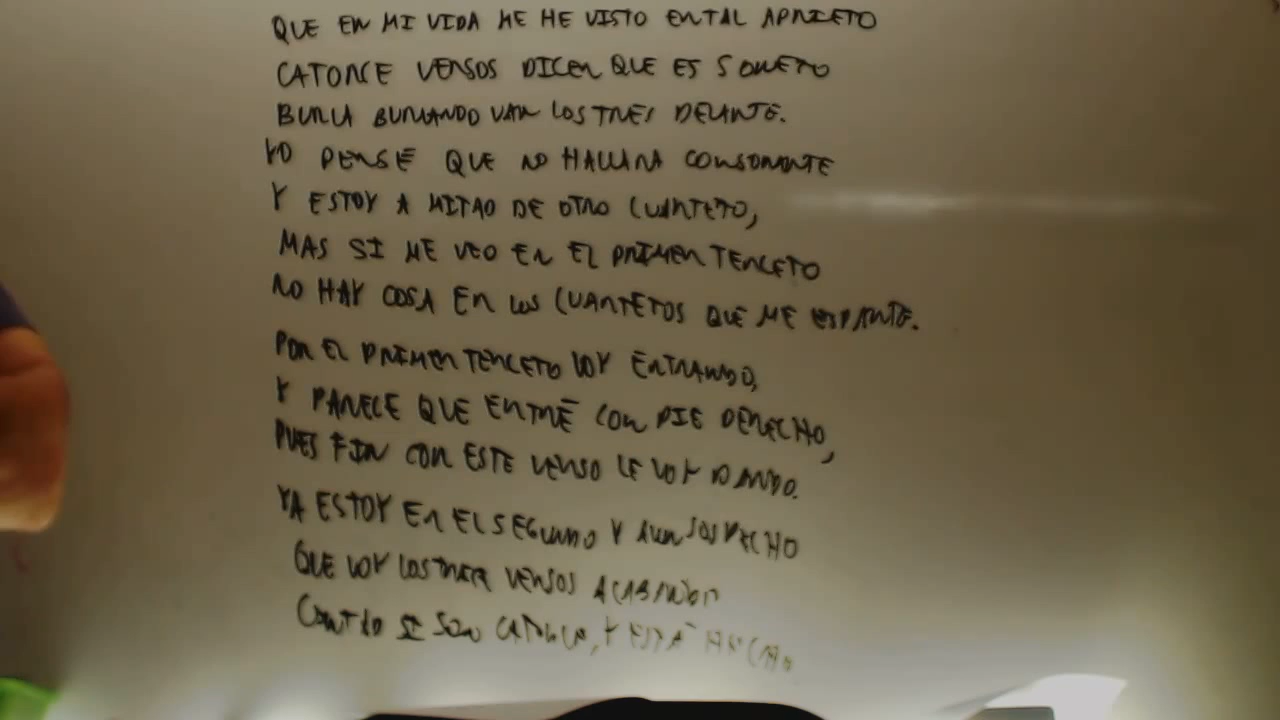 QUE EN MI VIDA ME HE VISTO EN TAL APRIETO
CATORCE VERSOS DICEN QUE ES SONETO
BURLA BURLANDO VAN LOS TRES DELANTE.
YO PENSÉ QUE NO HALLARA CONSONANTE
Y ESTOY A MITAD DE OTRO CUARTETO,
MAS SI ME VEO EN EL PRIMER TERCETO
NO HAY COSA EN LOS CUARTETOS QUE ME ESPANTE.
POR EL PRIMER TERCETO VOY ENTRANDO,
Y PARECE QUE ENTRÉ CON PIE DERECHO,
PUES FIN CON ESTE VERSO LE VOY DANDO.
YA ESTOY EN EL SEGUNDO Y AUN SOSPECHO
QUE VOY LOS VERSOS ACABANDO
SI SON CATORCE, Y ESTÁ HECHO